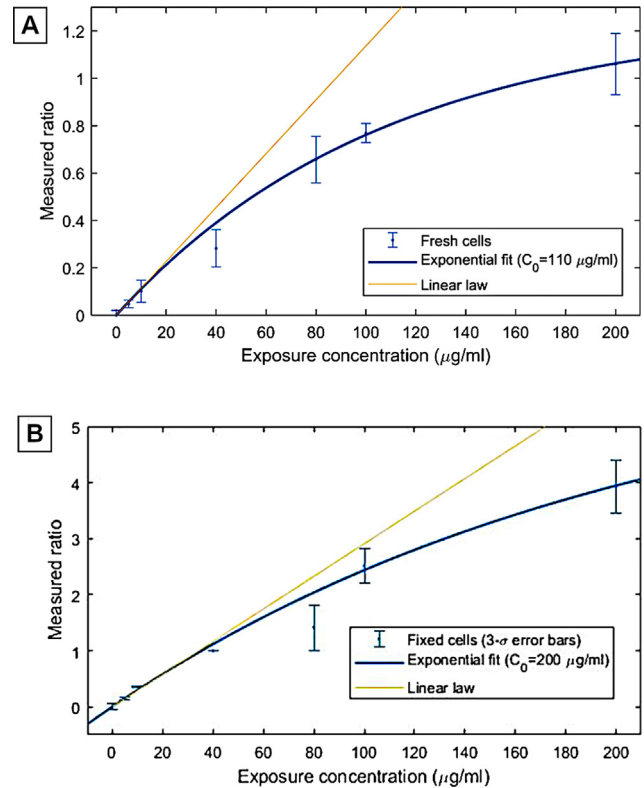 A
1.2
1
0.8
0.6
0.4
0.2
0
Measured ratio
Fresh cells
Exponential fit (C₀=110 μg/ml)
Linear law
0 20 40 60 80 100 120 140 160 180 200
Exposure concentration (μg/ml)
B
5
4
3
2
1
0
Measured ratio
Fixed cells (3-σ error bars)
Exponential fit (C₀=200 μg/ml)
Linear law
0 20 40 60 80 100 120 140 160 180 200
Exposure concentration (μg/ml)